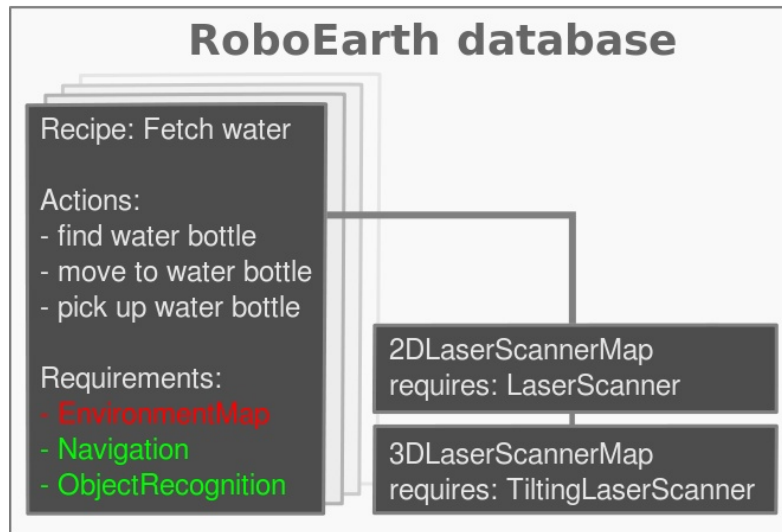 RoboEarth database
Recipe: Fetch water
Actions:
- find water bottle
- move to water bottle
- pick up water bottle
Requirements:
- EnvironmentMap
- Navigation
- ObjectRecognition
2DLaserScannerMap
requires: LaserScanner
3DLaserScannerMap
requires: TiltingLaserScanner